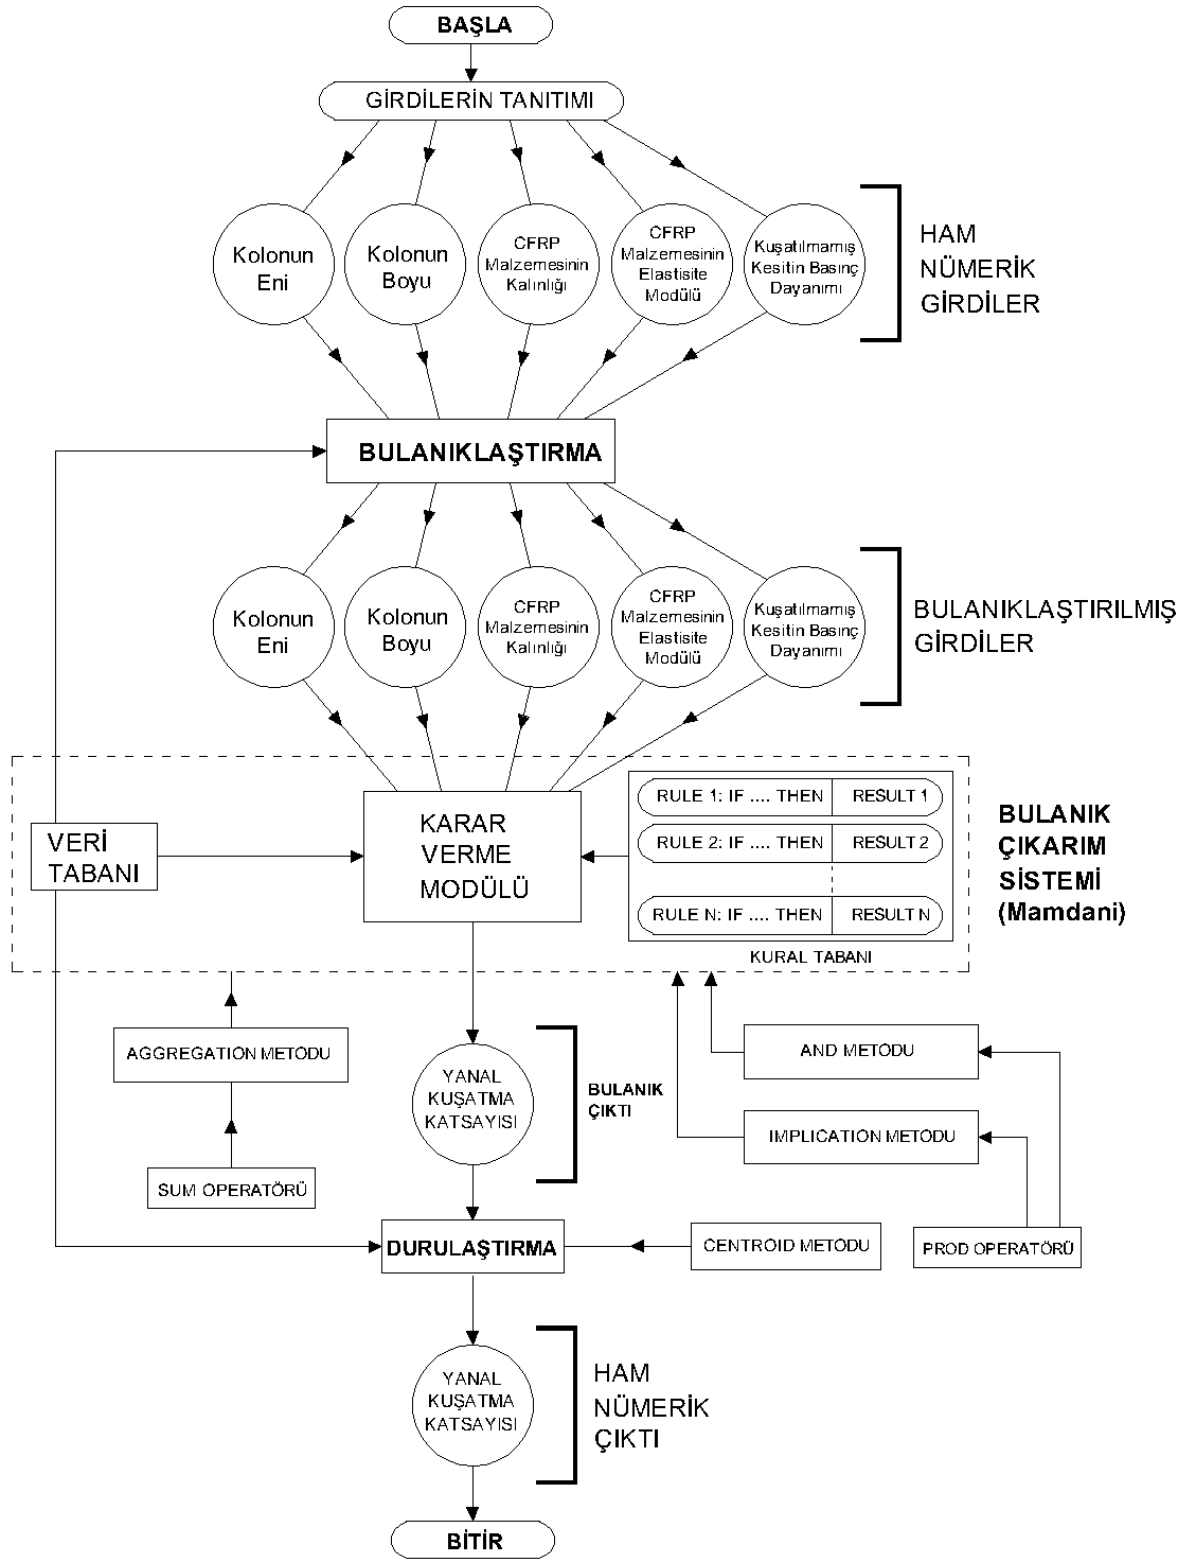 BAŞLA
GİRDİLERİN TANITIMI
Kolonun
Eni
Kolonun
Boyu
CFRP
Malzemesinin
Kalınlığı
CFRP
Malzemesinin
Elastisite
Modülü
Kuşatılmamış
Kesitin Basınç
Dayanımı
HAM
NÜMERİK
GİRDİLER
BULANIKLAŞTIRMA
Kolonun
Eni
Kolonun
Boyu
CFRP
Malzemesinin
Kalınlığı
CFRP
Malzemesinin
Elastisite
Modülü
Kuşatılmamış
Kesitin Basınç
Dayanımı
BULANIKLAŞTIRILMIŞ
GİRDİLER
VERİ
TABANI
KARAR
VERME
MODÜLÜ
RULE 1: IF .... THEN RESULT 1
RULE 2: IF .... THEN RESULT 2
RULE N: IF .... THEN RESULT N
KURAL TABANI
BULANIK
ÇIKARIM
SİSTEMİ
(Mamdani)
AGGREGATION METODU
SUM OPERATÖRÜ
YANAL
KUŞATMA
KATSAYISI
BULANIK
ÇIKTI
AND METODU
IMPLICATION METODU
PROD OPERATÖRÜ
DURULAŞTIRMA
CENTROID METODU
YANAL
KUŞATMA
KATSAYISI
HAM
NÜMERİK
ÇIKTI
BİTİR